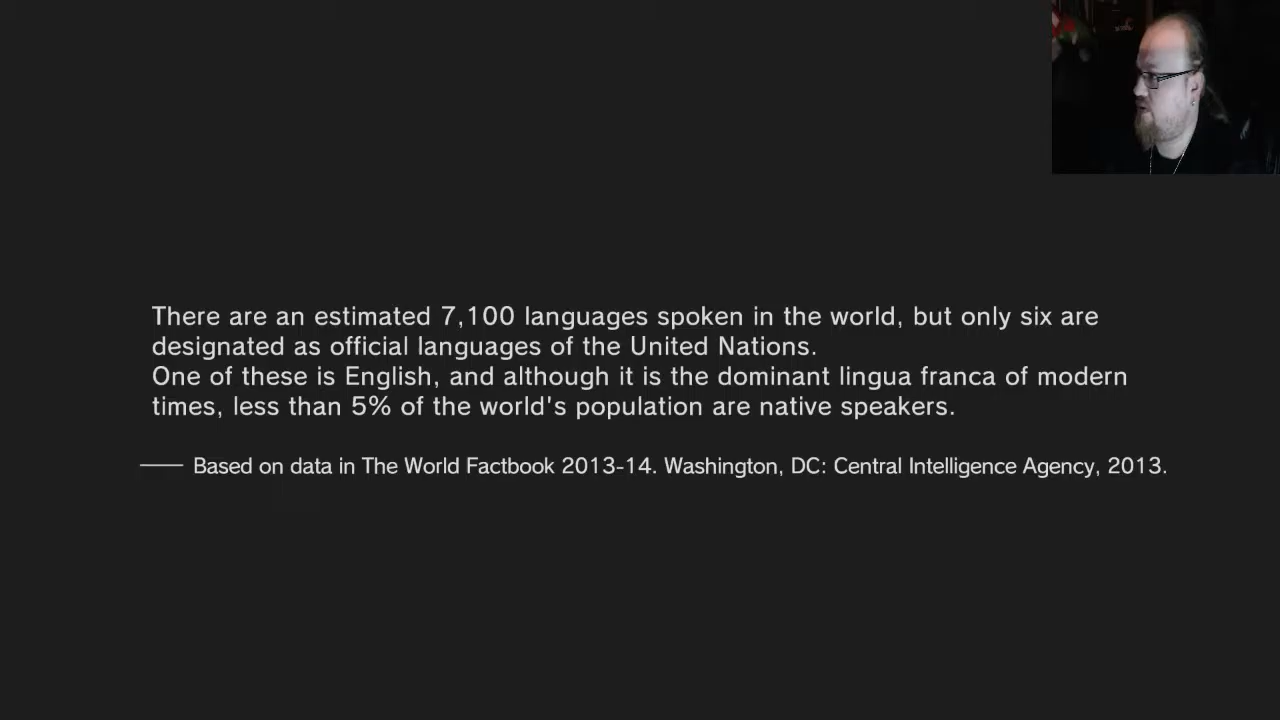 There are an estimated 7,100 languages spoken in the world, but only six are
designated as official languages of the United Nations.
One of these is English, and although it is the dominant lingua franca of modern
times, less than 5% of the world's population are native speakers.
—— Based on data in The World Factbook 2013-14. Washington, DC: Central Intelligence Agency, 2013.